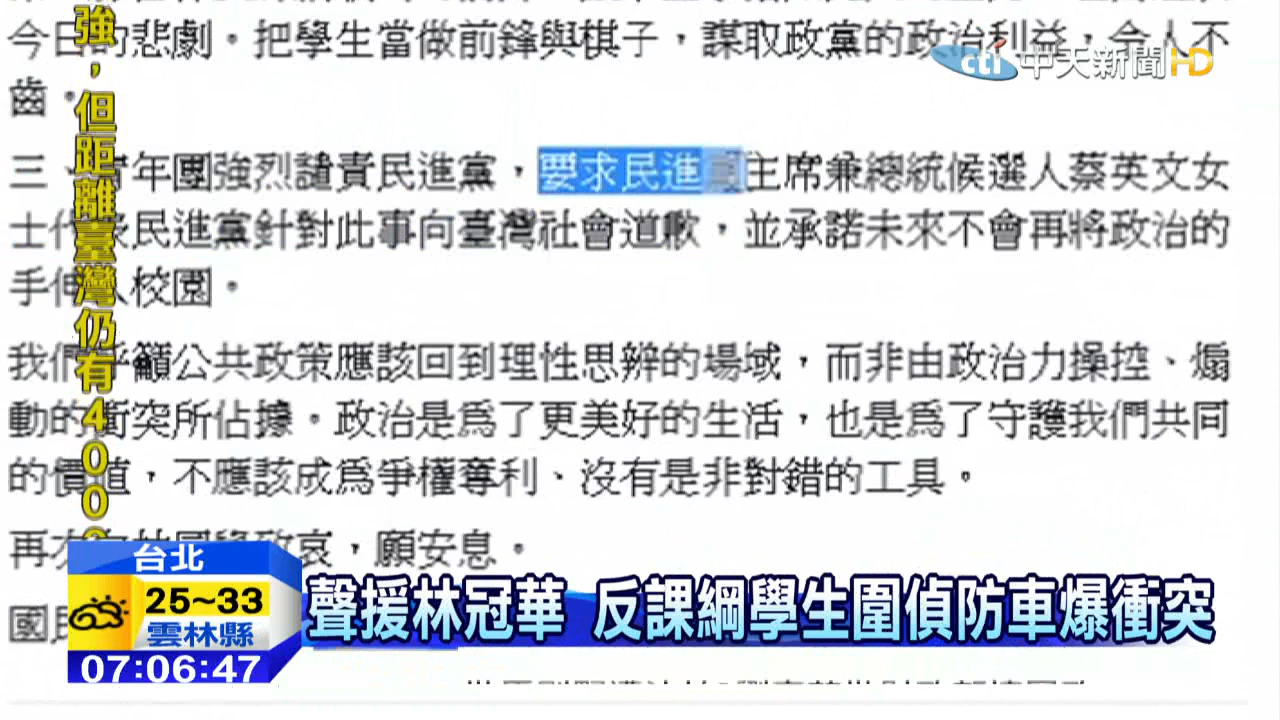 今日的悲劇。把學生當做前鋒與棋子，謀取政黨的政治利益，令人不
齒。
三、青年團強烈譴責民進黨，要求民進黨主席兼總統候選人蔡英文女
士代表民進黨針對此事向臺灣社會道歉，並承諾未來不會再將政治的
手伸入校園。
我們呼籲公共政策應該回到理性思辨的場域，而非由政治力操控、煽
動的衝突所佔據。政治是為了更美好的生活，也是為了守護我們共同
的價值，不應該成為爭權奪利、沒有是非對錯的工具。
再次向林同學致哀，願安息。
國民
cti 中天新聞HD
強，但距離臺灣仍有400
台北
25~33
雲林縣
07:06:47
聲援林冠華 反課綱學生圍偵防車爆衝突